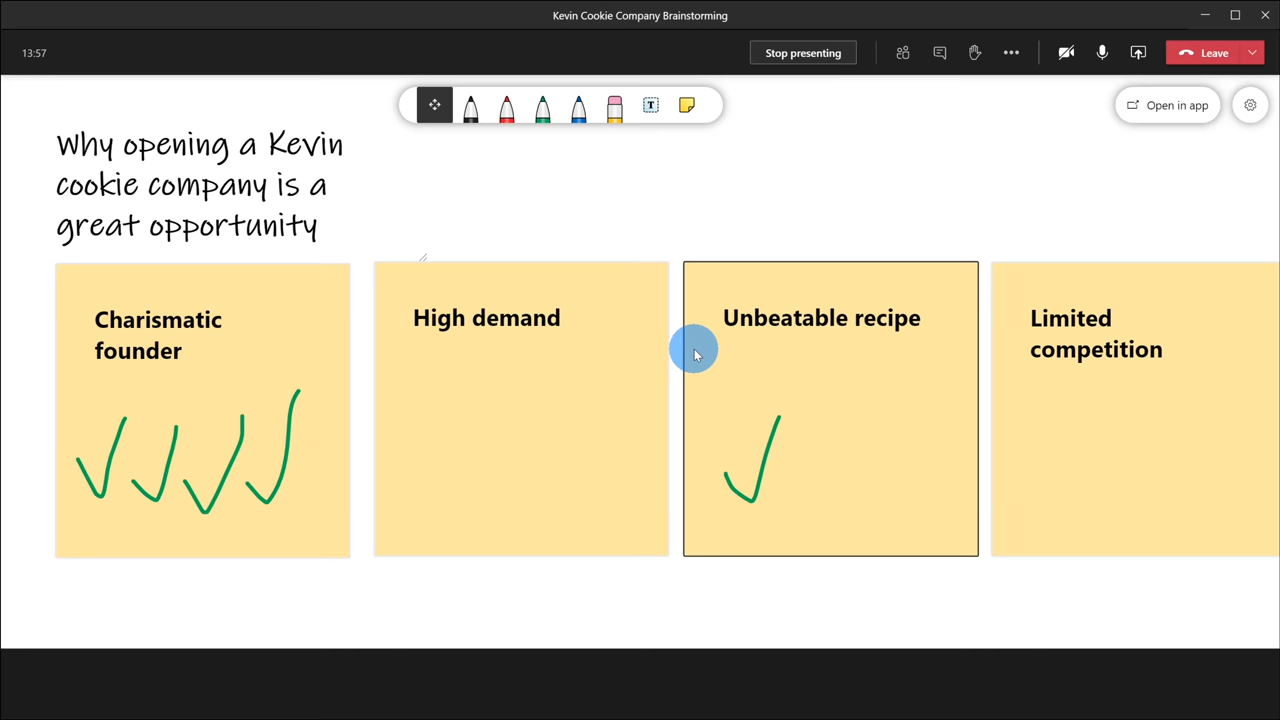 Kevin Cookie Company Brainstorming
13:57
Stop presenting
Leave
T
Open in app
Why opening a Kevin
cookie company is a
great opportunity
Charismatic
founder
High demand
Unbeatable recipe
Limited
competition